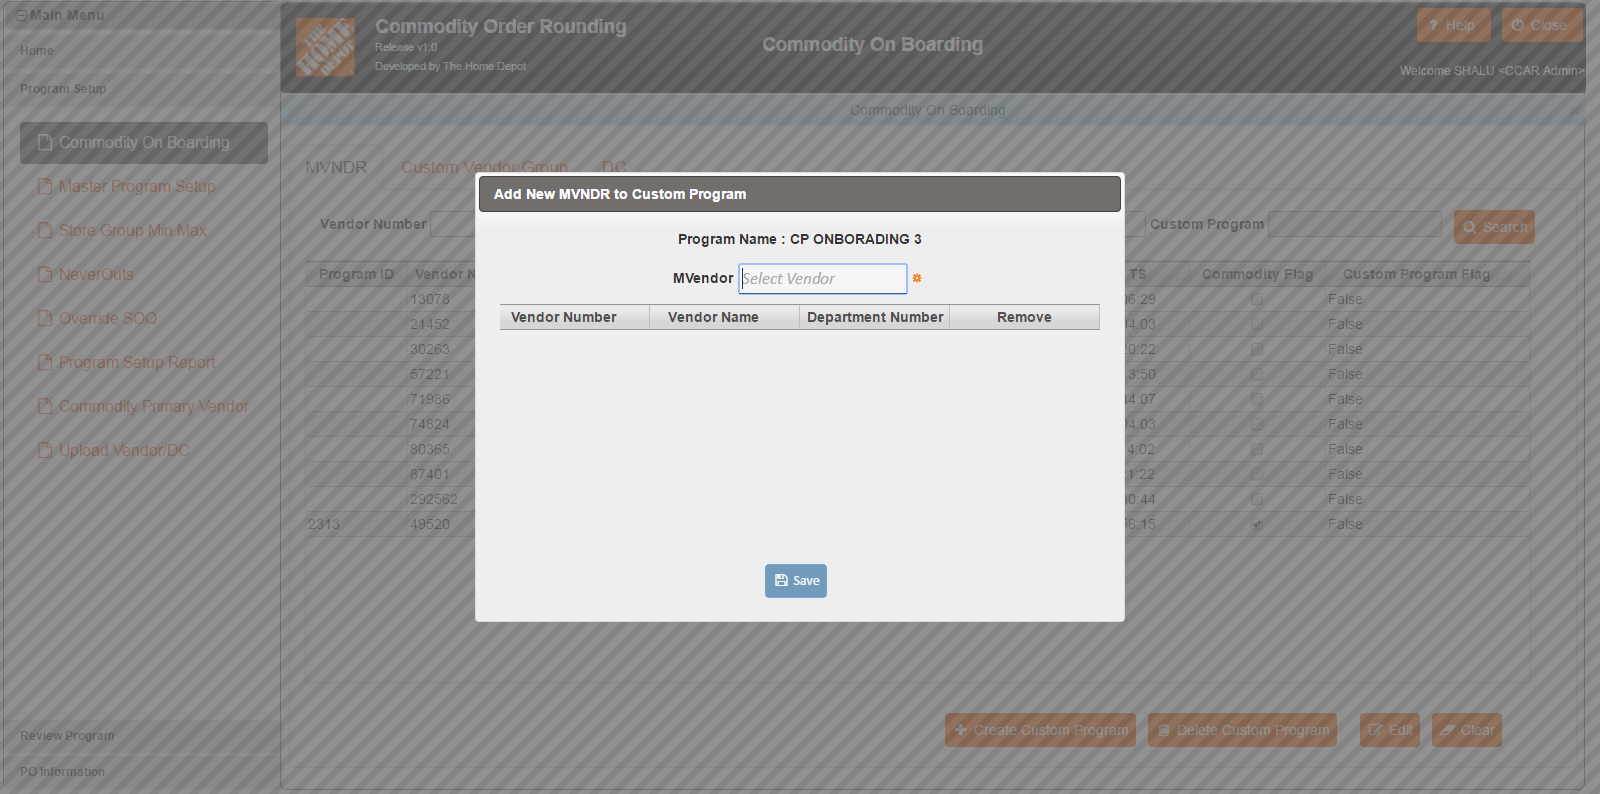 Main Menu
Home
Program Setup
Commodity On Boarding
Master Program Setup
Store Group Min Max
NeverOuts
Override SOQ
Program Setup Report
Commodity Primary Vendor
Upload Vendor/DC
Review Program
PO Information
THE HOME DEPOT
Commodity Order Rounding
Release v1.0
Developed by The Home Depot
Commodity On Boarding
Help
Close
Welcome SHALU <CCAR Admin>
Commodity On Boarding
MVNDR Custom Vendor Group DC
Vendor Number Custom Program Search
Program ID Vendor N TS Commodity Flag Custom Program Flag
13078 6:29 False
21452 4:03 False
30263 0:22 False
57221 3:50 False
71986 4:07 False
74824 4:03 False
80365 4:02 False
87401 1:22 False
292562 0:44 False
2313 49520 6:15 False
Add New MVNDR to Custom Program
Program Name : CP ONBORADING 3
MVendor Select Vendor
Vendor Number Vendor Name Department Number Remove
Save
Create Custom Program Delete Custom Program Edit Clear